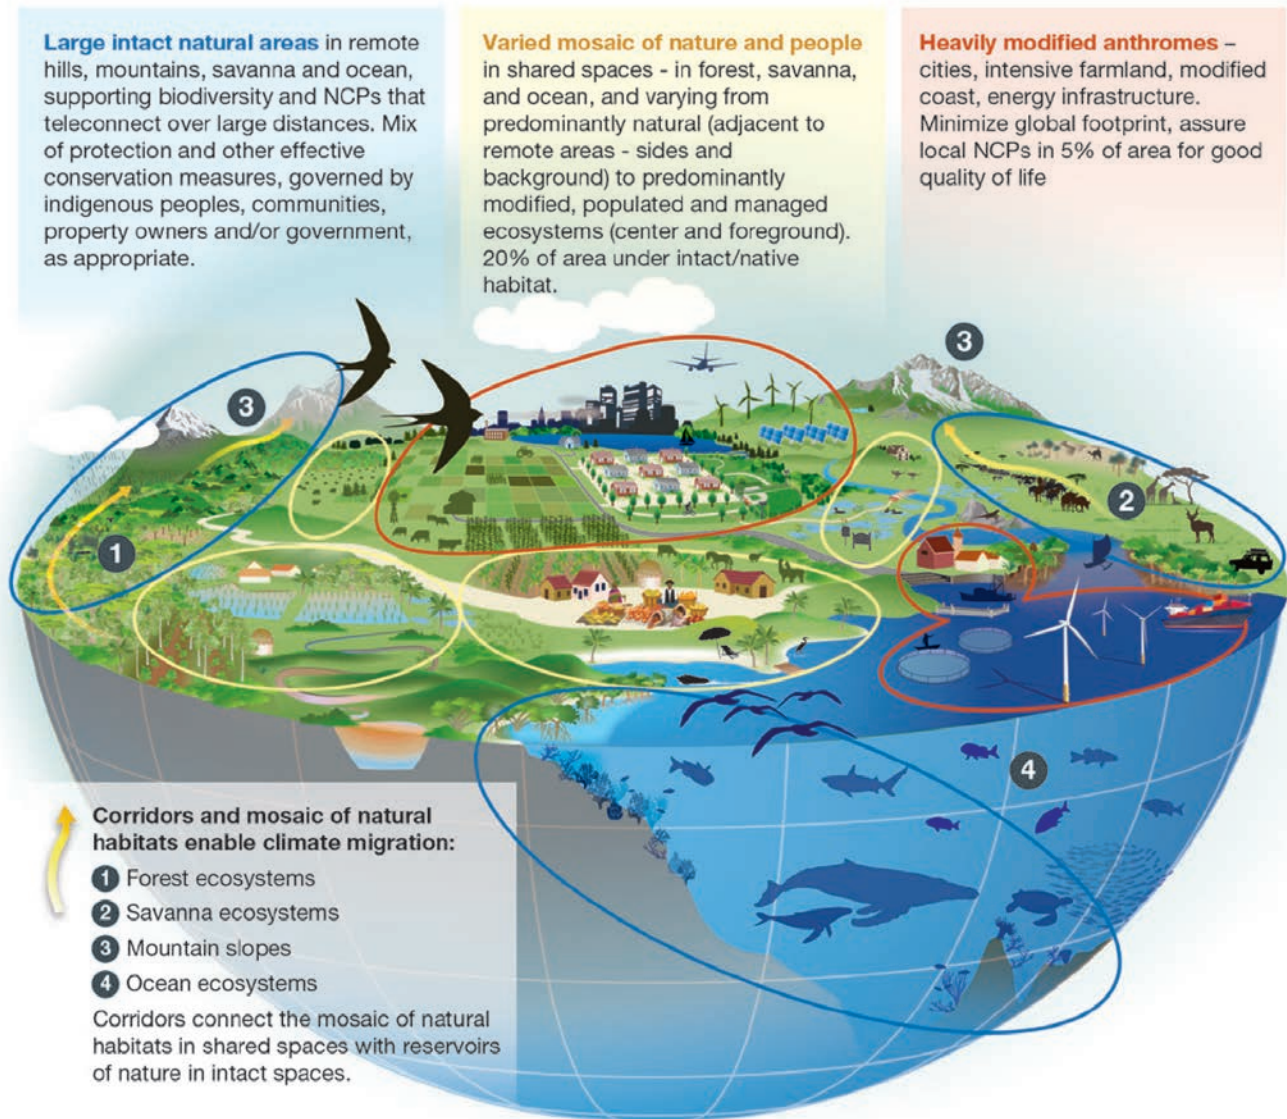 Large intact natural areas in remote
hills, mountains, savanna and ocean,
supporting biodiversity and NCPs that
teleconnect over large distances. Mix
of protection and other effective
conservation measures, governed by
indigenous peoples, communities,
property owners and/or government,
as appropriate.
Varied mosaic of nature and people
in shared spaces - in forest, savanna,
and ocean, and varying from
predominantly natural (adjacent to
remote areas - sides and
background) to predominantly
modified, populated and managed
ecosystems (center and foreground).
20% of area under intact/native
habitat.
Heavily modified anthromes –
cities, intensive farmland, modified
coast, energy infrastructure.
Minimize global footprint, assure
local NCPs in 5% of area for good
quality of life
3
3
2
1
4
Corridors and mosaic of natural
habitats enable climate migration:
1 Forest ecosystems
2 Savanna ecosystems
3 Mountain slopes
4 Ocean ecosystems
Corridors connect the mosaic of natural
habitats in shared spaces with reservoirs
of nature in intact spaces.